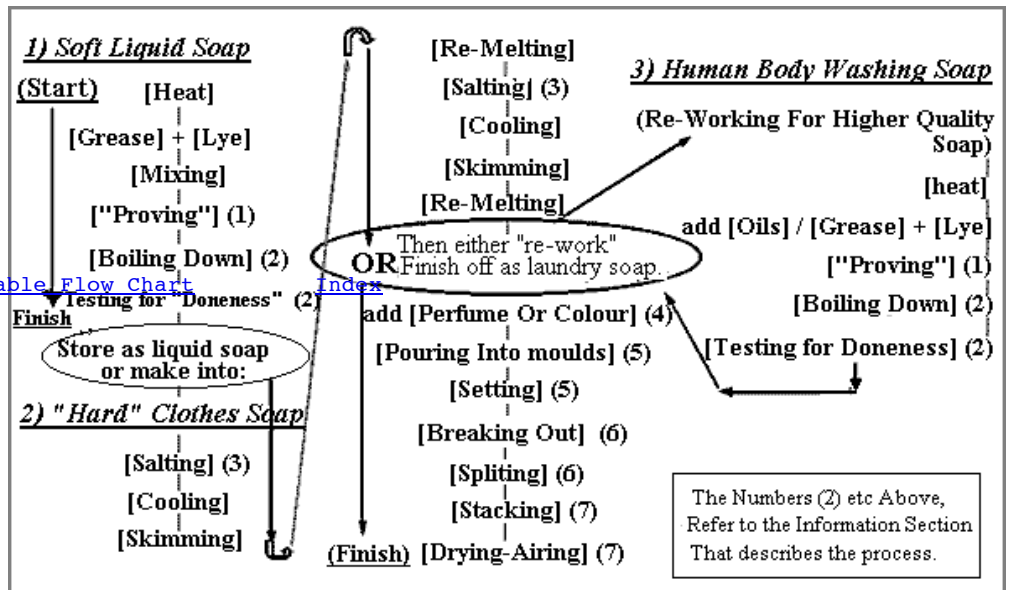 1) Soft Liquid Soap
(Start)
[Heat]
[Grease] + [Lye]
[Mixing]
["Proving"] (1)
[Boiling Down] (2)
able Flow Chart
Index
Testing for "Doneness" (2)
Finish
Store as liquid soap
or make into:
2) "Hard" Clothes Soap
[Salting] (3)
[Cooling]
[Skimming]
[Re-Melting]
[Salting] (3)
[Cooling]
[Skimming]
[Re-Melting]
Then either "re-work"
OR Finish off as laundry soap.
add [Perfume Or Colour] (4)
[Pouring Into moulds] (5)
[Setting] (5)
[Breaking Out] (6)
[Spliting] (6)
[Stacking] (7)
(Finish) [Drying-Airing] (7)
3) Human Body Washing Soap
(Re-Working For Higher Quality
Soap)
[heat]
add [Oils] / [Grease] + [Lye]
["Proving"] (1)
[Boiling Down] (2)
[Testing for Doneness] (2)
The Numbers (2) etc Above,
Refer to the Information Section
That describes the process.